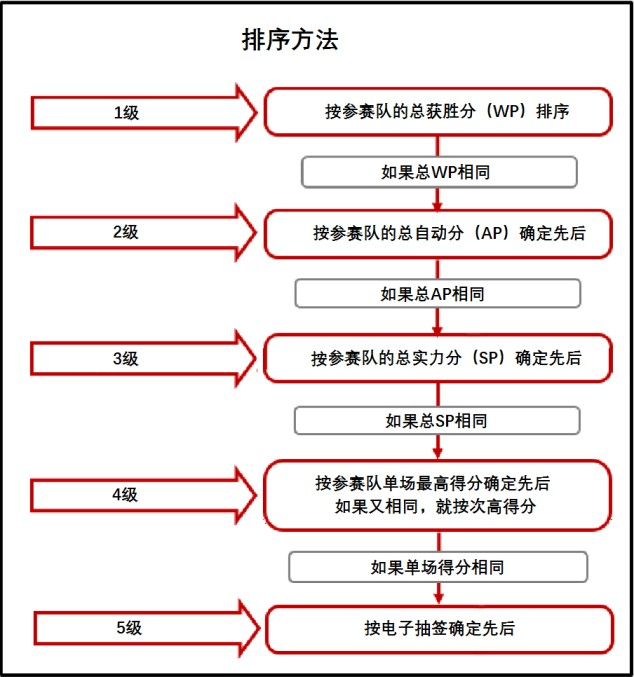 排序方法
1级
按参赛队的总获胜分（WP）排序
如果总WP相同
2级
按参赛队的总自动分（AP）确定先后
如果总AP相同
3级
按参赛队的总实力分（SP）确定先后
如果总SP相同
4级
按参赛队单场最高得分确定先后
如果又相同，就按次高得分
如果单场得分相同
5级
按电子抽签确定先后